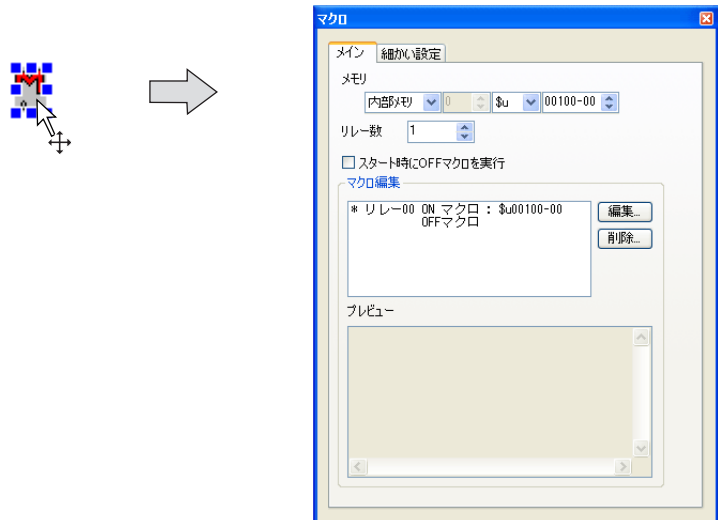 マクロ
メイン 細かい設定
メモリ
内部メモリ 0 $u 00100-00
リレー数 1
スタート時にOFFマクロを実行
マクロ編集
* リレー00 ON マクロ : $u00100-00
OFFマクロ
編集...
削除...
プレビュー